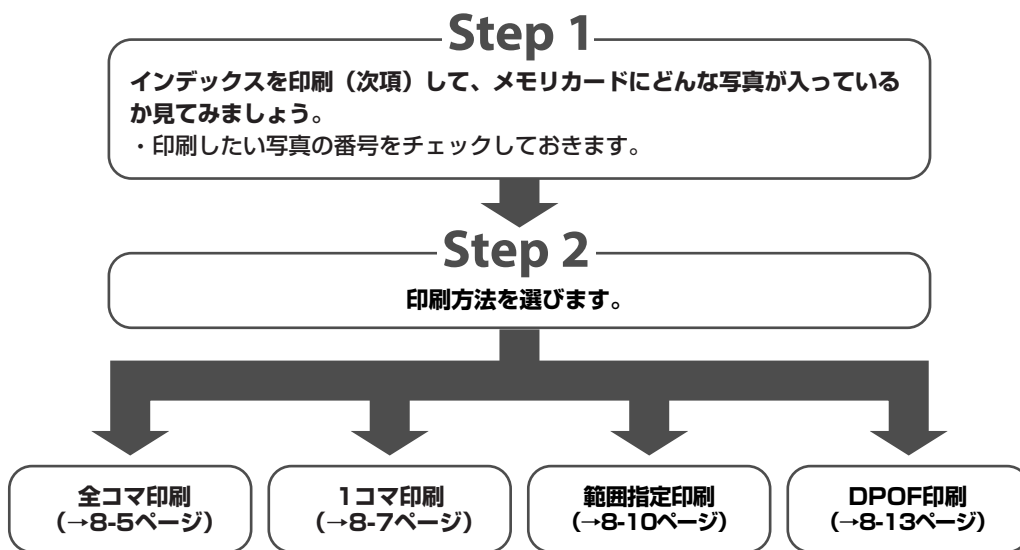 Step 1
インデックスを印刷（次項）して、メモリカードにどんな写真が入っている
か見てみましょう。
・印刷したい写真の番号をチェックしておきます。
Step 2
印刷方法を選びます。
全コマ印刷
（→8-5ページ）
1コマ印刷
（→8-7ページ）
範囲指定印刷
（→8-10ページ）
DPOF印刷
（→8-13ページ）